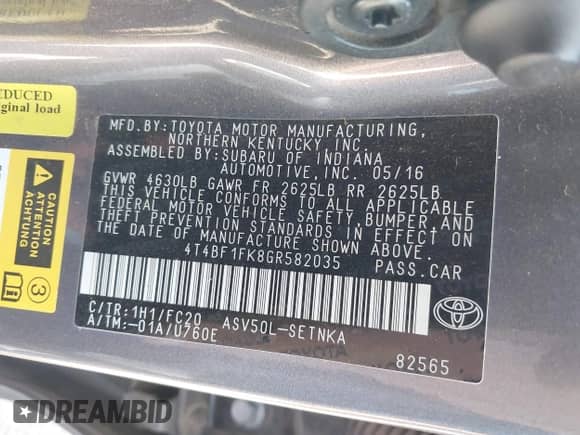 EDUCED
ginal load
MFD.BY:TOYOTA MOTOR MANUFACTURING,
NORTHERN KENTUCKY INC.
ASSEMBLED BY:SUBARU OF INDIANA
AUTOMOTIVE,INC. 05/16
GVWR 4630LB GAWR FR 2625LB RR 2625LB
THIS VEHICLE CONFORMS TO ALL APPLICABLE
FEDERAL MOTOR VEHICLE SAFETY,BUMPER,AND
THEFT PREVENTION STANDARDS IN EFFECT ON
THE DATE OF MANUFACTURE SHOWN ABOVE.
4T4BF1FK8GR582035 PASS.CAR
C/TR:1H1/FC20 ASV50L-SETNKA
A/TM:-01A/U760E
82565
TOYOTA
CAUTION
ATTENTION
ACHTUNG
3
DREAMBID